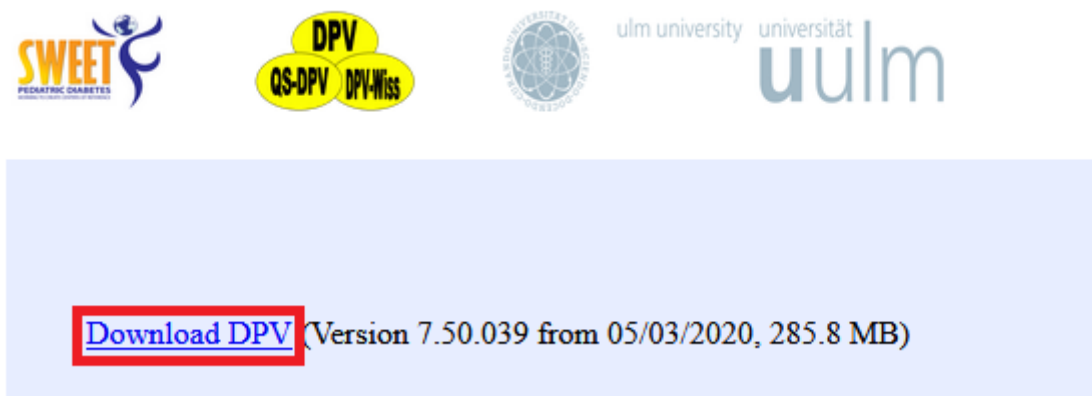 SWEET
PEDIATRIC DIABETES
DPV
QS-DPV DPV-Wiss
ulm university universität
uulm
Download DPV (Version 7.50.039 from 05/03/2020, 285.8 MB)